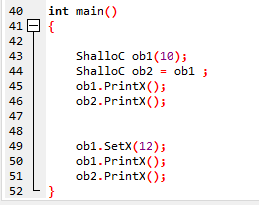 40 int main()
41 {
42
43 ShalloC ob1(10);
44 ShalloC ob2 = ob1 ;
45 ob1.PrintX();
46 ob2.PrintX();
47
48
49 ob1.SetX(12);
50 ob1.PrintX();
51 ob2.PrintX();
52 }